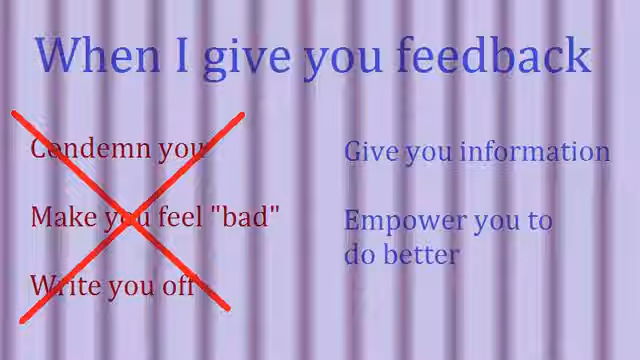 When I give you feedback
Condemn you
Make you feel "bad"
Write you off
Give you information
Empower you to
do better